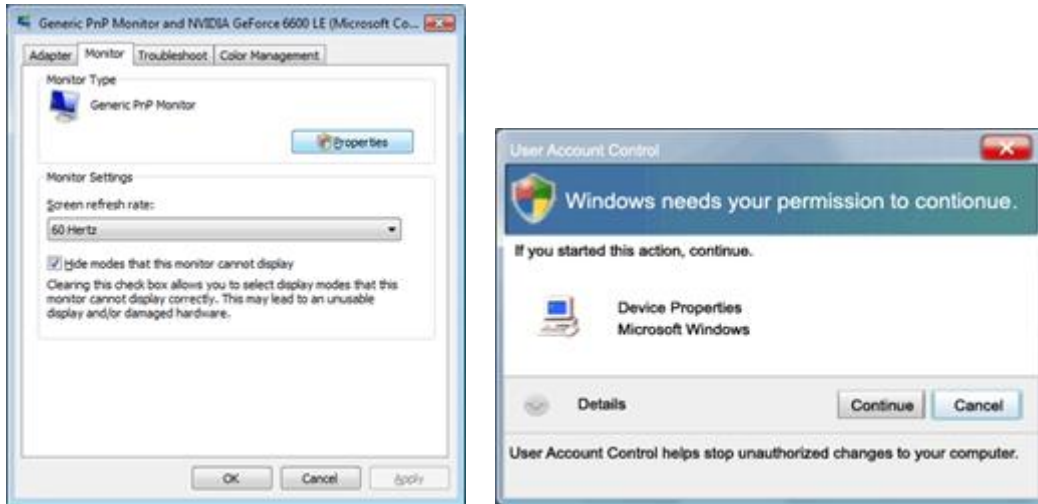 Generic PnP Monitor and NVIDIA GeForce 6600 LE (Microsoft Co...
Adapter Monitor Troubleshoot Color Management
Monitor Type
Generic PnP Monitor
Properties
Monitor Settings
Screen refresh rate:
60 Hertz
Hide modes that this monitor cannot display
Clearing this check box allows you to select display modes that this
monitor cannot display correctly. This may lead to an unusable
display and/or damaged hardware.
OK Cancel Apply
User Account Control
Windows needs your permission to contionue.
If you started this action, continue.
Device Properties
Microsoft Windows
Details Continue Cancel
User Account Control helps stop unauthorized changes to your computer.